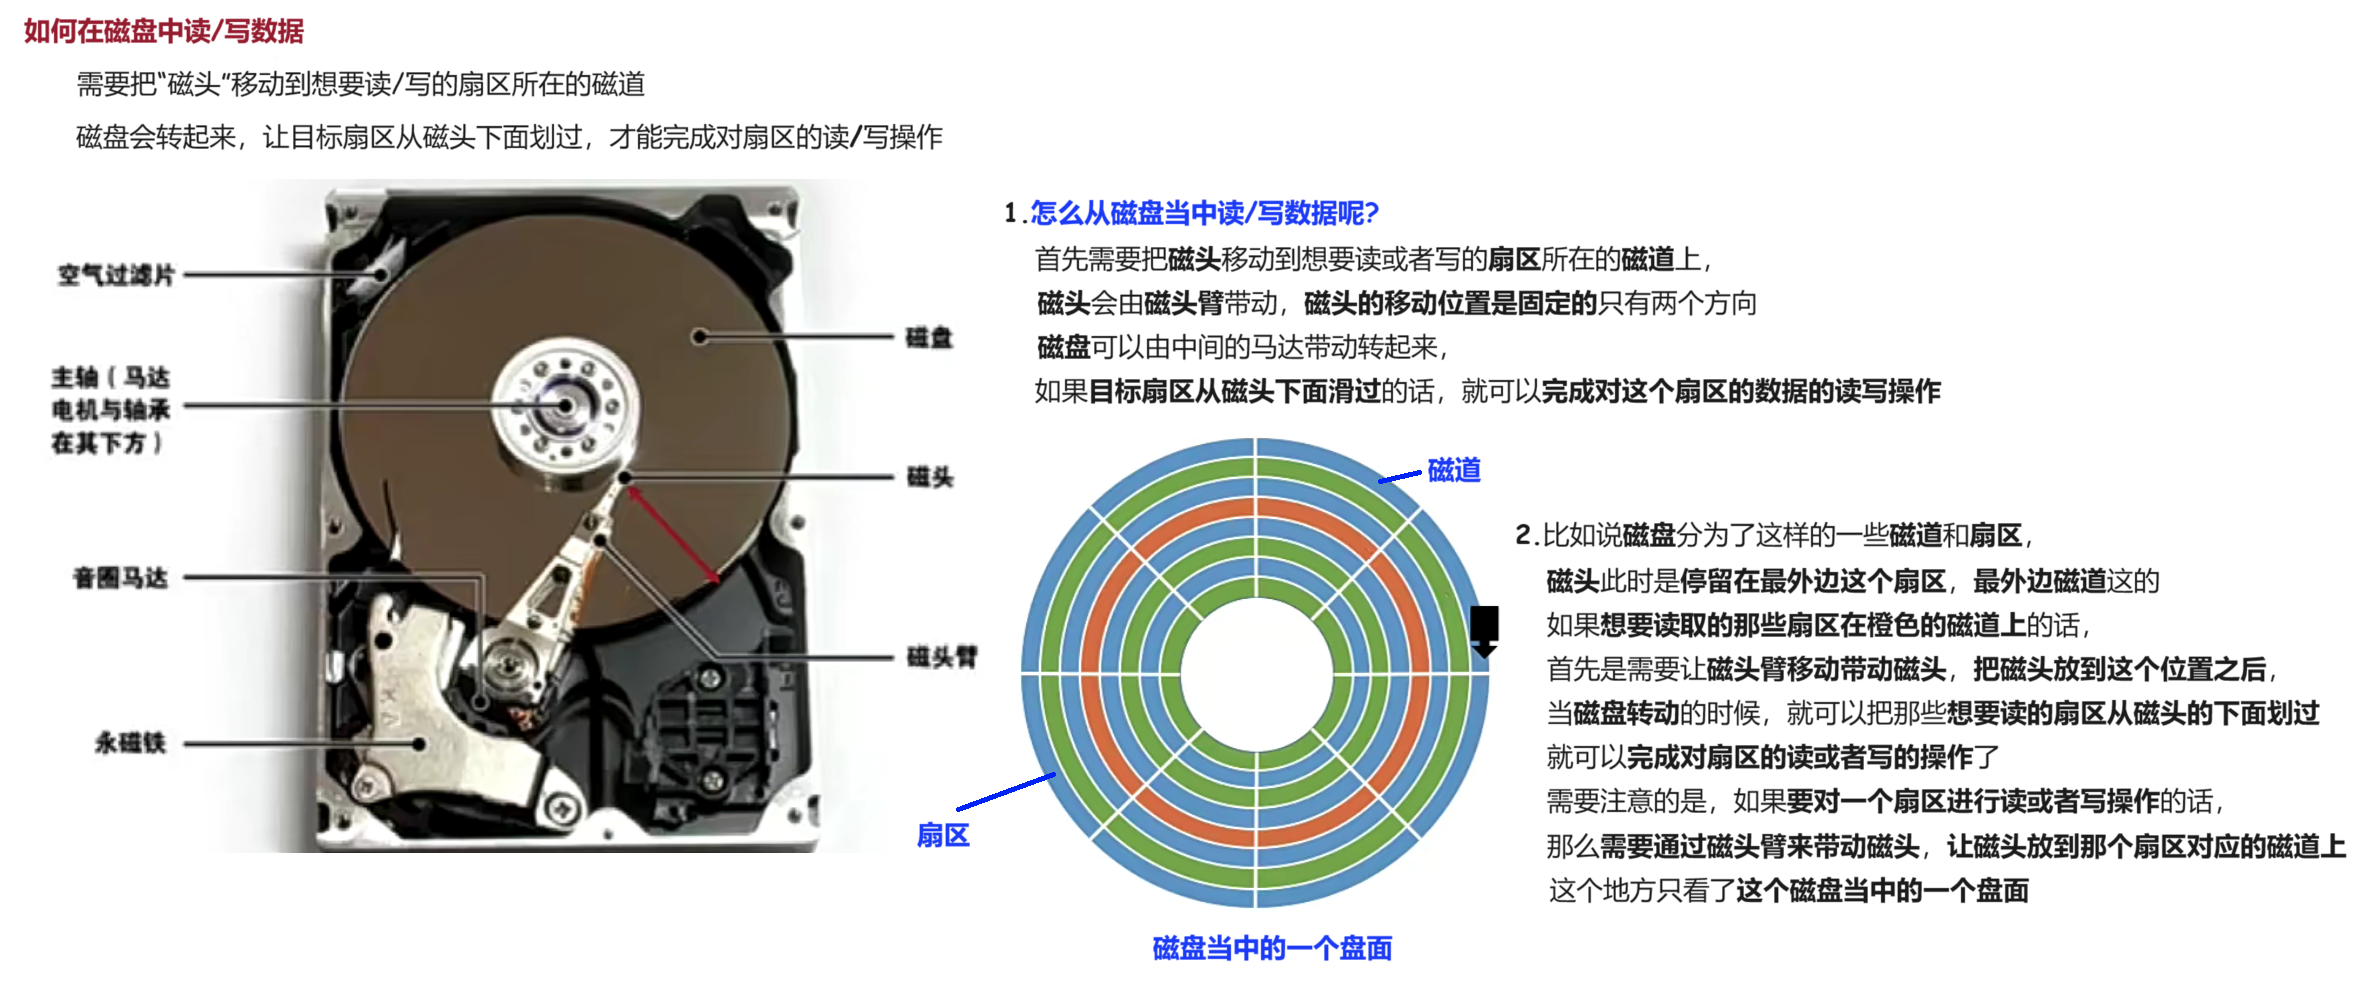 如何在磁盘中读/写数据
需要把“磁头”移动到想要读/写的扇区所在的磁道
磁盘会转起来，让目标扇区从磁头下面划过，才能完成对扇区的读/写操作
空气过滤片
主轴（马达
电机与轴承
在其下方）
音圈马达
永磁铁
磁盘
磁头
磁头臂
1.怎么从磁盘当中读/写数据呢?
首先需要把磁头移动到想要读或者写的扇区所在的磁道上，
磁头会由磁头臂带动，磁头的移动位置是固定的只有两个方向
磁盘可以由中间的马达带动转起来，
如果目标扇区从磁头下面滑过的话，就可以完成对这个扇区的数据的读写操作
磁道
扇区
磁盘当中的一个盘面
2.比如说磁盘分为了这样的一些磁道和扇区，
磁头此时是停留在最外边这个扇区，最外边磁道这的
如果想要读取的那些扇区在橙色的磁道上的话，
首先是需要让磁头臂移动带动磁头，把磁头放到这个位置之后，
当磁盘转动的时候，就可以把那些想要读的扇区从磁头的下面划过
就可以完成对扇区的读或者写的操作了
需要注意的是，如果要对一个扇区进行读或者写操作的话，
那么需要通过磁头臂来带动磁头，让磁头放到那个扇区对应的磁道上
这个地方只看了这个磁盘当中的一个盘面